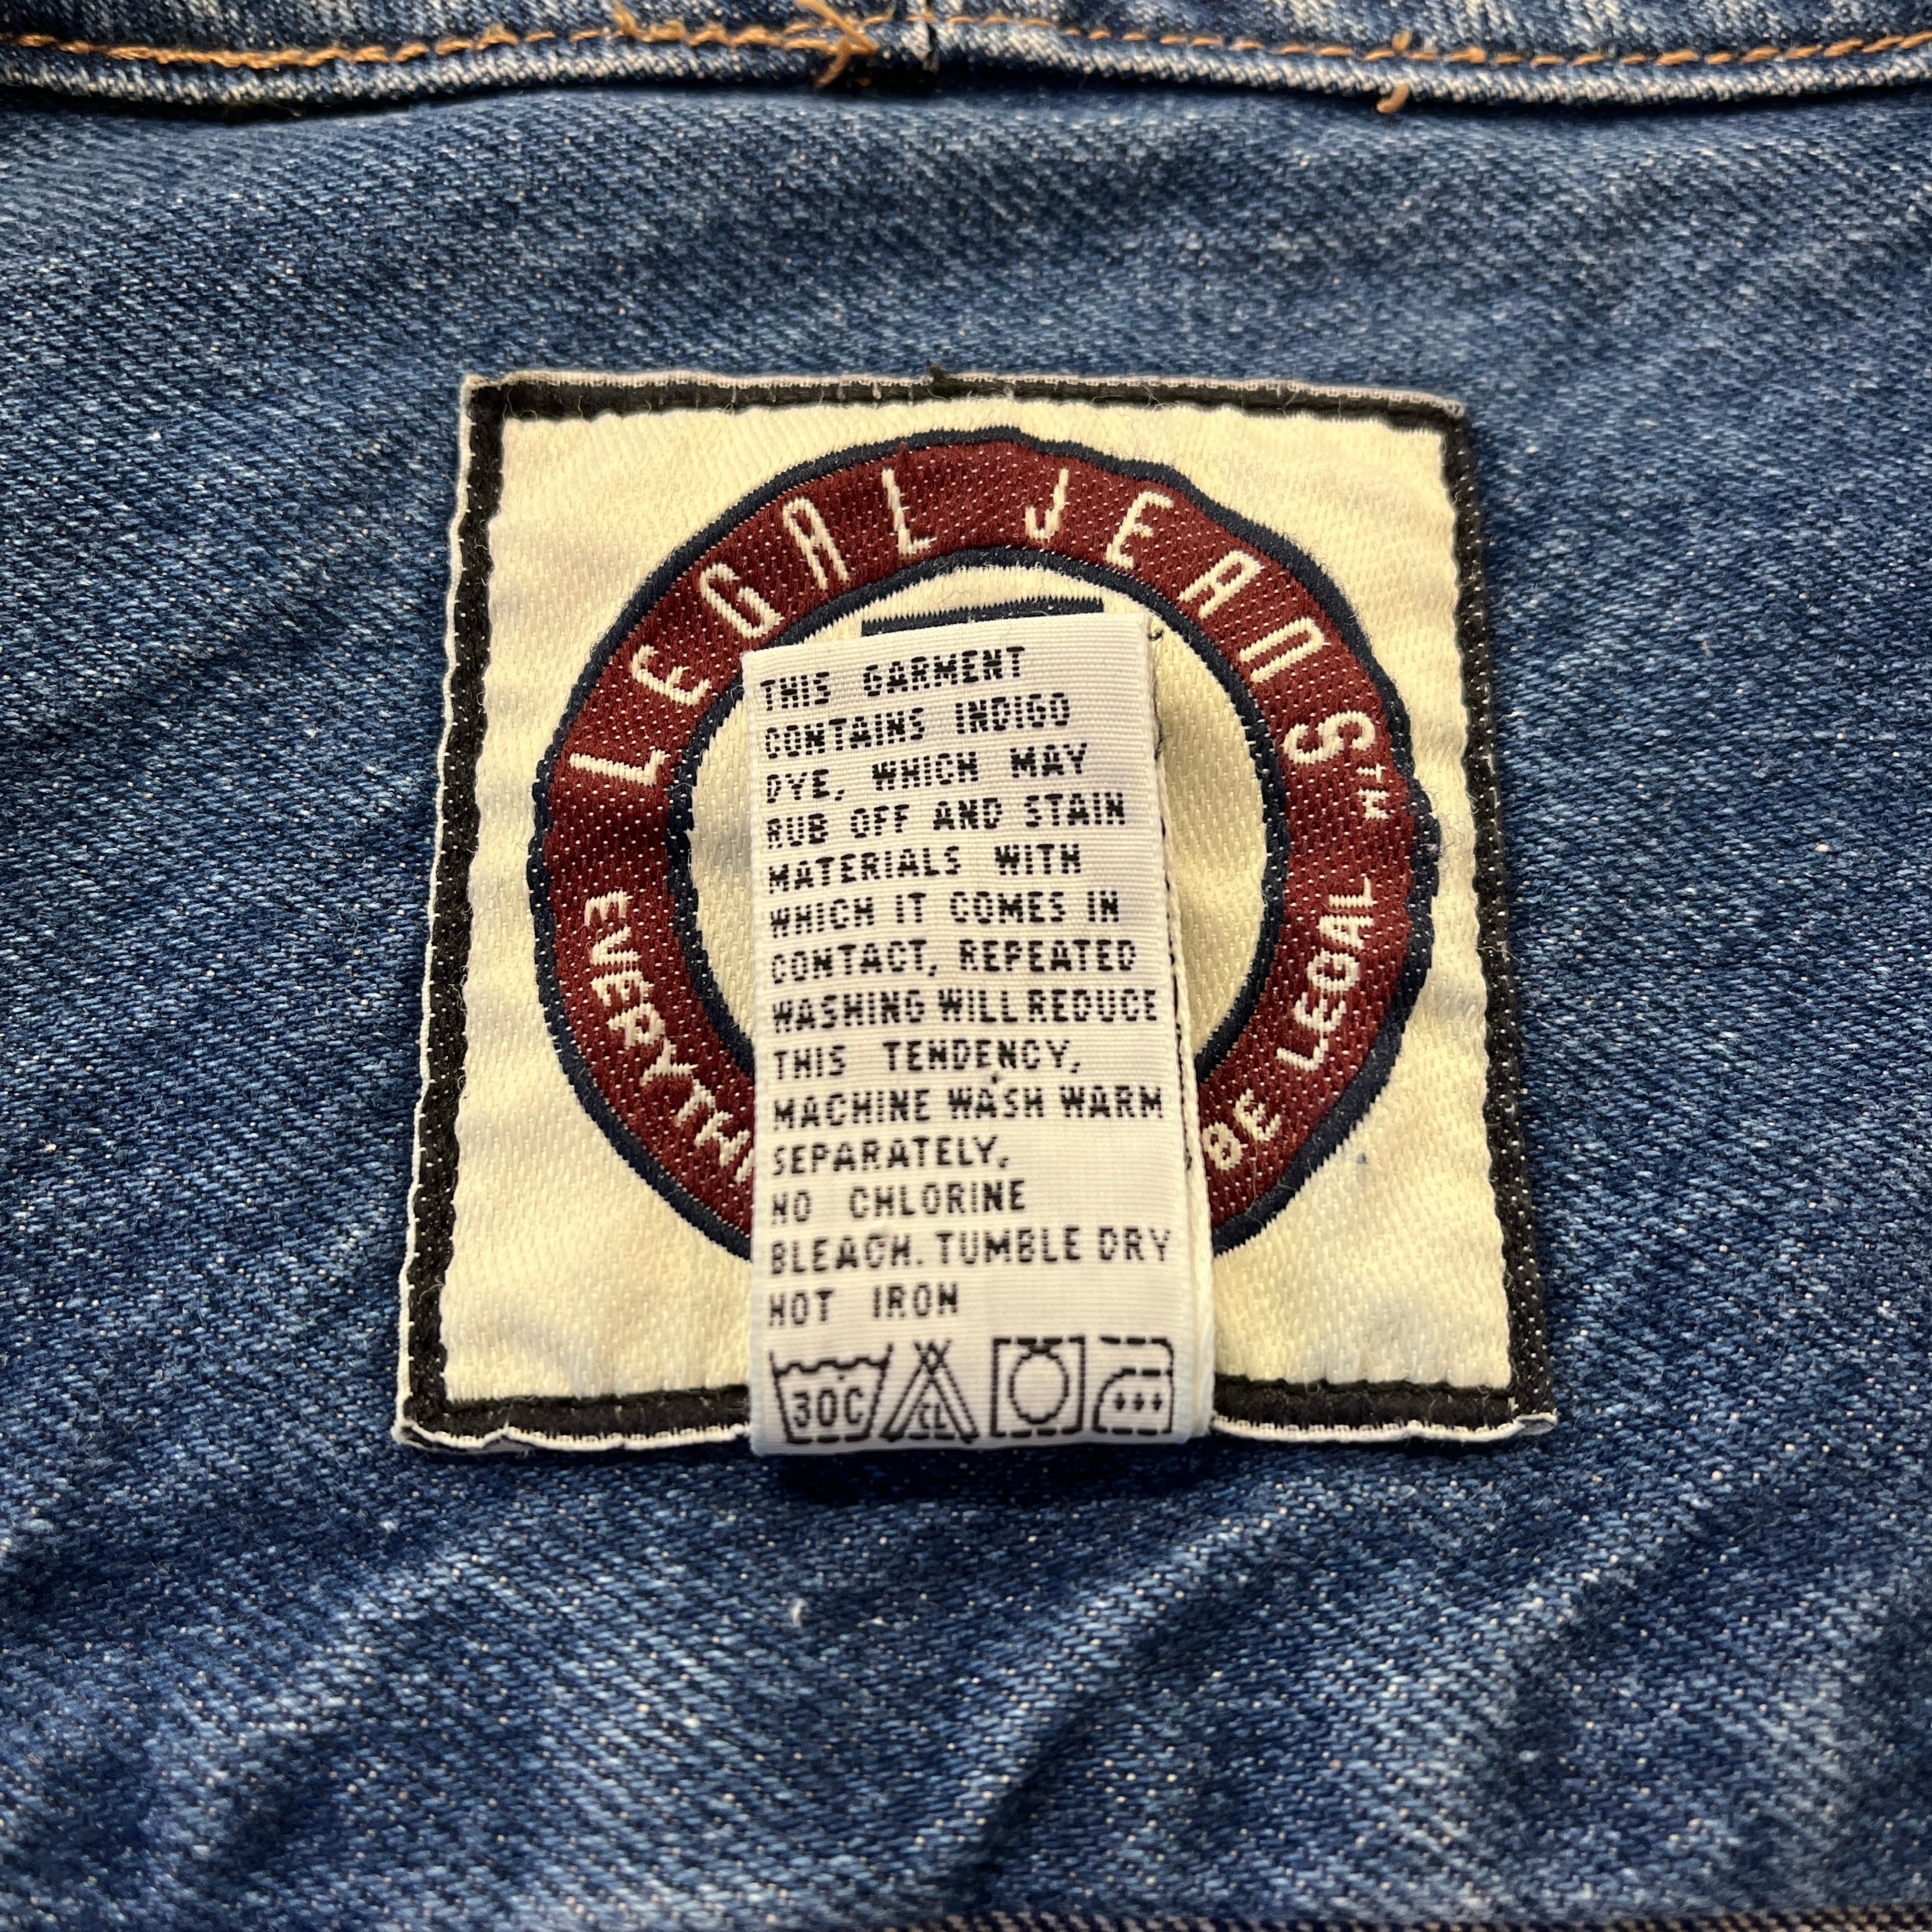 LEGAL JEANS
THIS GARMENT
CONTAINS INDIGO
DYE, WHICH MAY
RUB OFF AND STAIN
MATERIALS WITH
WHICH IT COMES IN
CONTACT, REPEATED
WASHING WILL REDUCE
THIS TENDENCY,
MACHINE WASH WARM
SEPARATELY,
NO CHLORINE
BLEACH. TUMBLE DRY
HOT IRON
30C CL
BE LEGAL